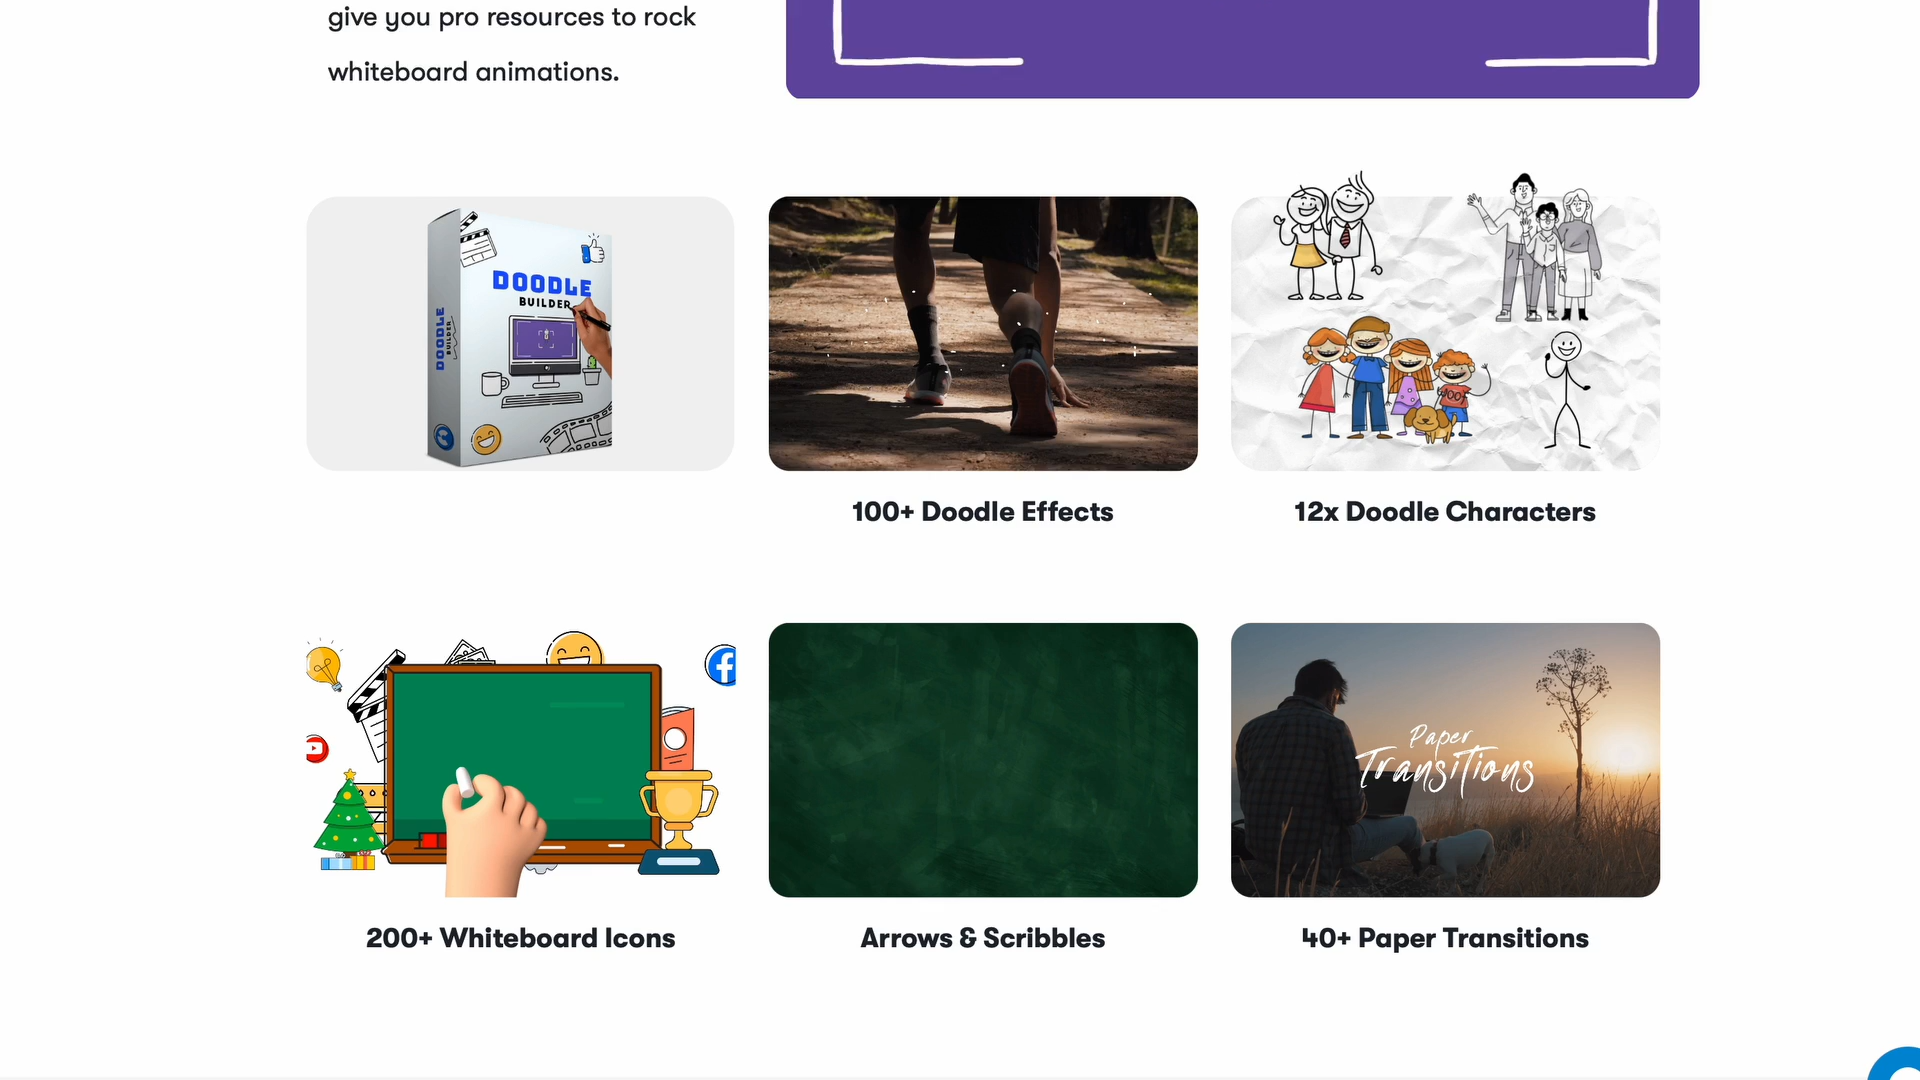 give you pro resources to rock
whiteboard animations.
DOODLE
BUILDER
DOODLE
BUILDER
100+ Doodle Effects
12x Doodle Characters
200+ Whiteboard Icons
Arrows & Scribbles
Paper
Transitions
40+ Paper Transitions